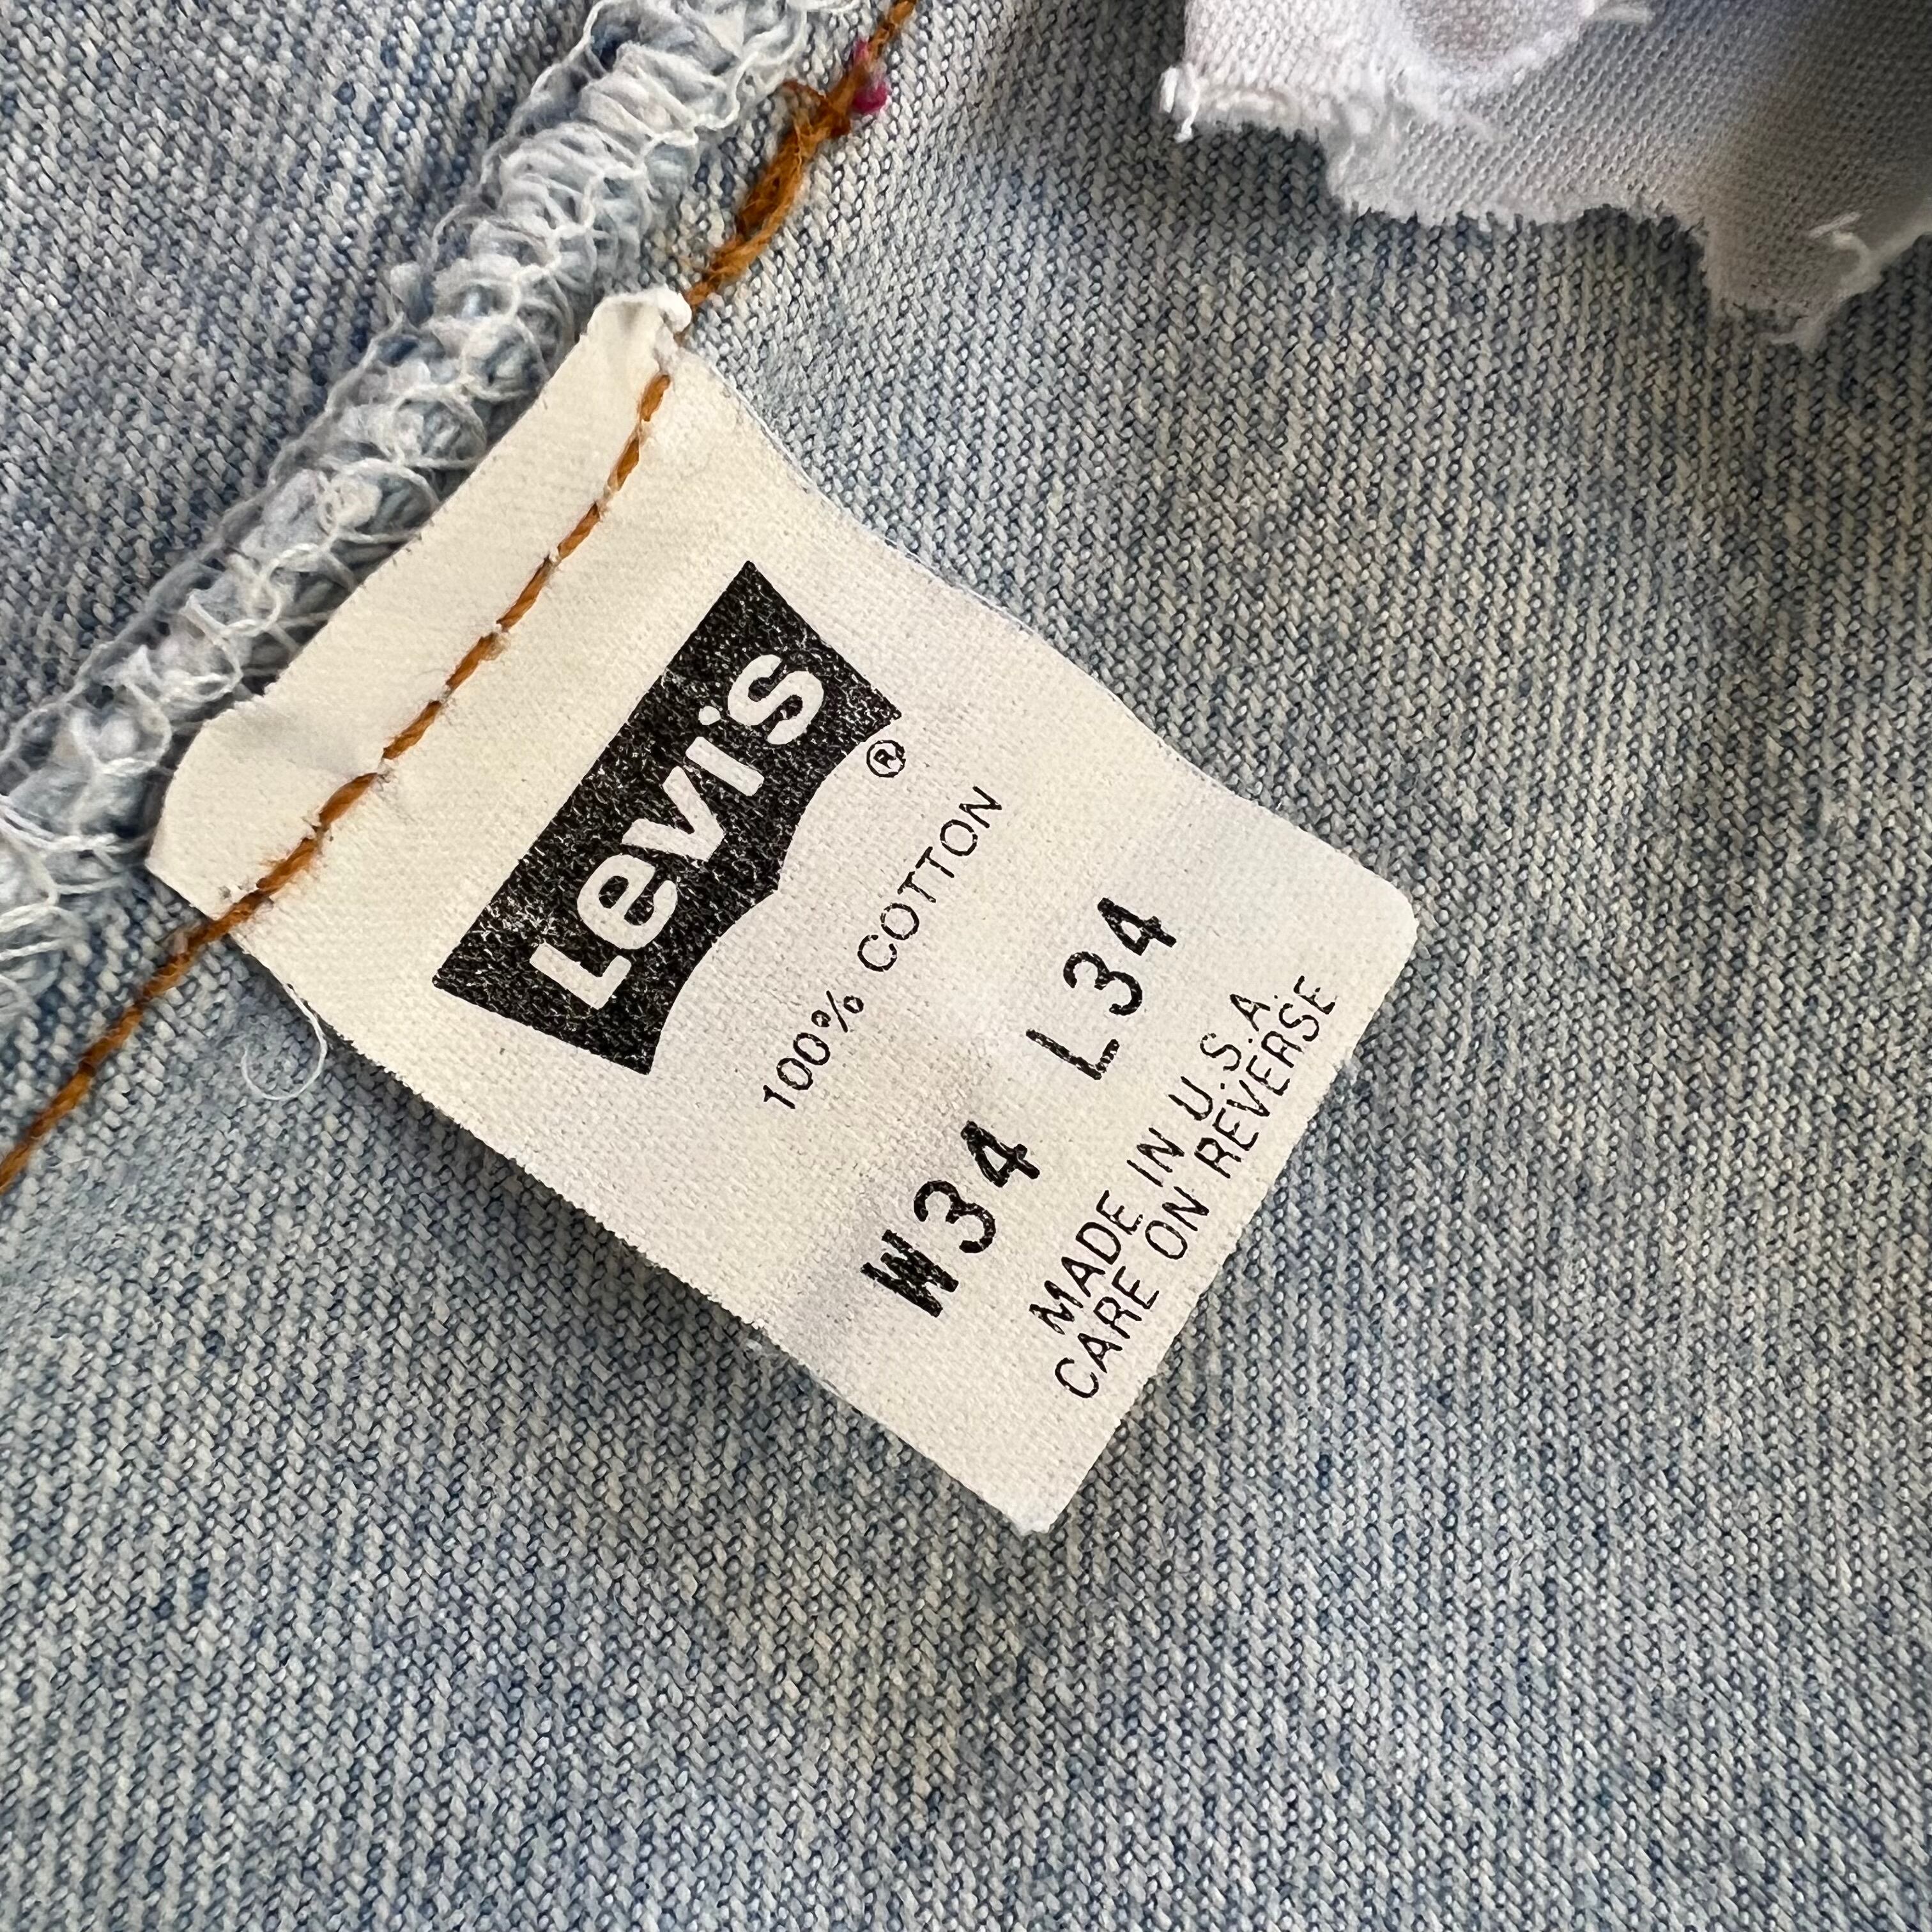 Levi's ®
100% COTTON
W34 L34
MADE IN U.S.A.
CARE ON REVERSE